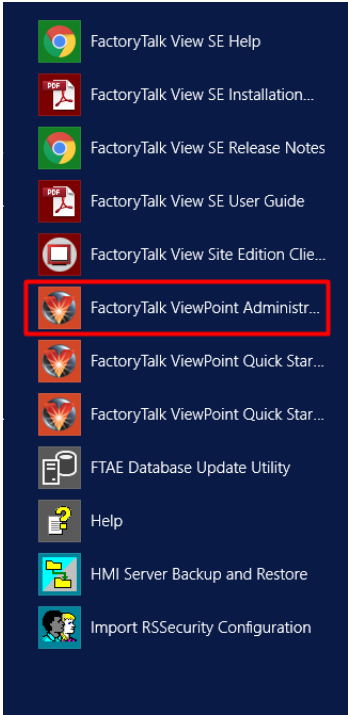 FactoryTalk View SE Help
PDF
FactoryTalk View SE Installation...
FactoryTalk View SE Release Notes
PDF
FactoryTalk View SE User Guide
FactoryTalk View Site Edition Clie...
FactoryTalk ViewPoint Administr...
FactoryTalk ViewPoint Quick Star...
FactoryTalk ViewPoint Quick Star...
FTAE Database Update Utility
Help
HMI Server Backup and Restore
Import RSSecurity Configuration